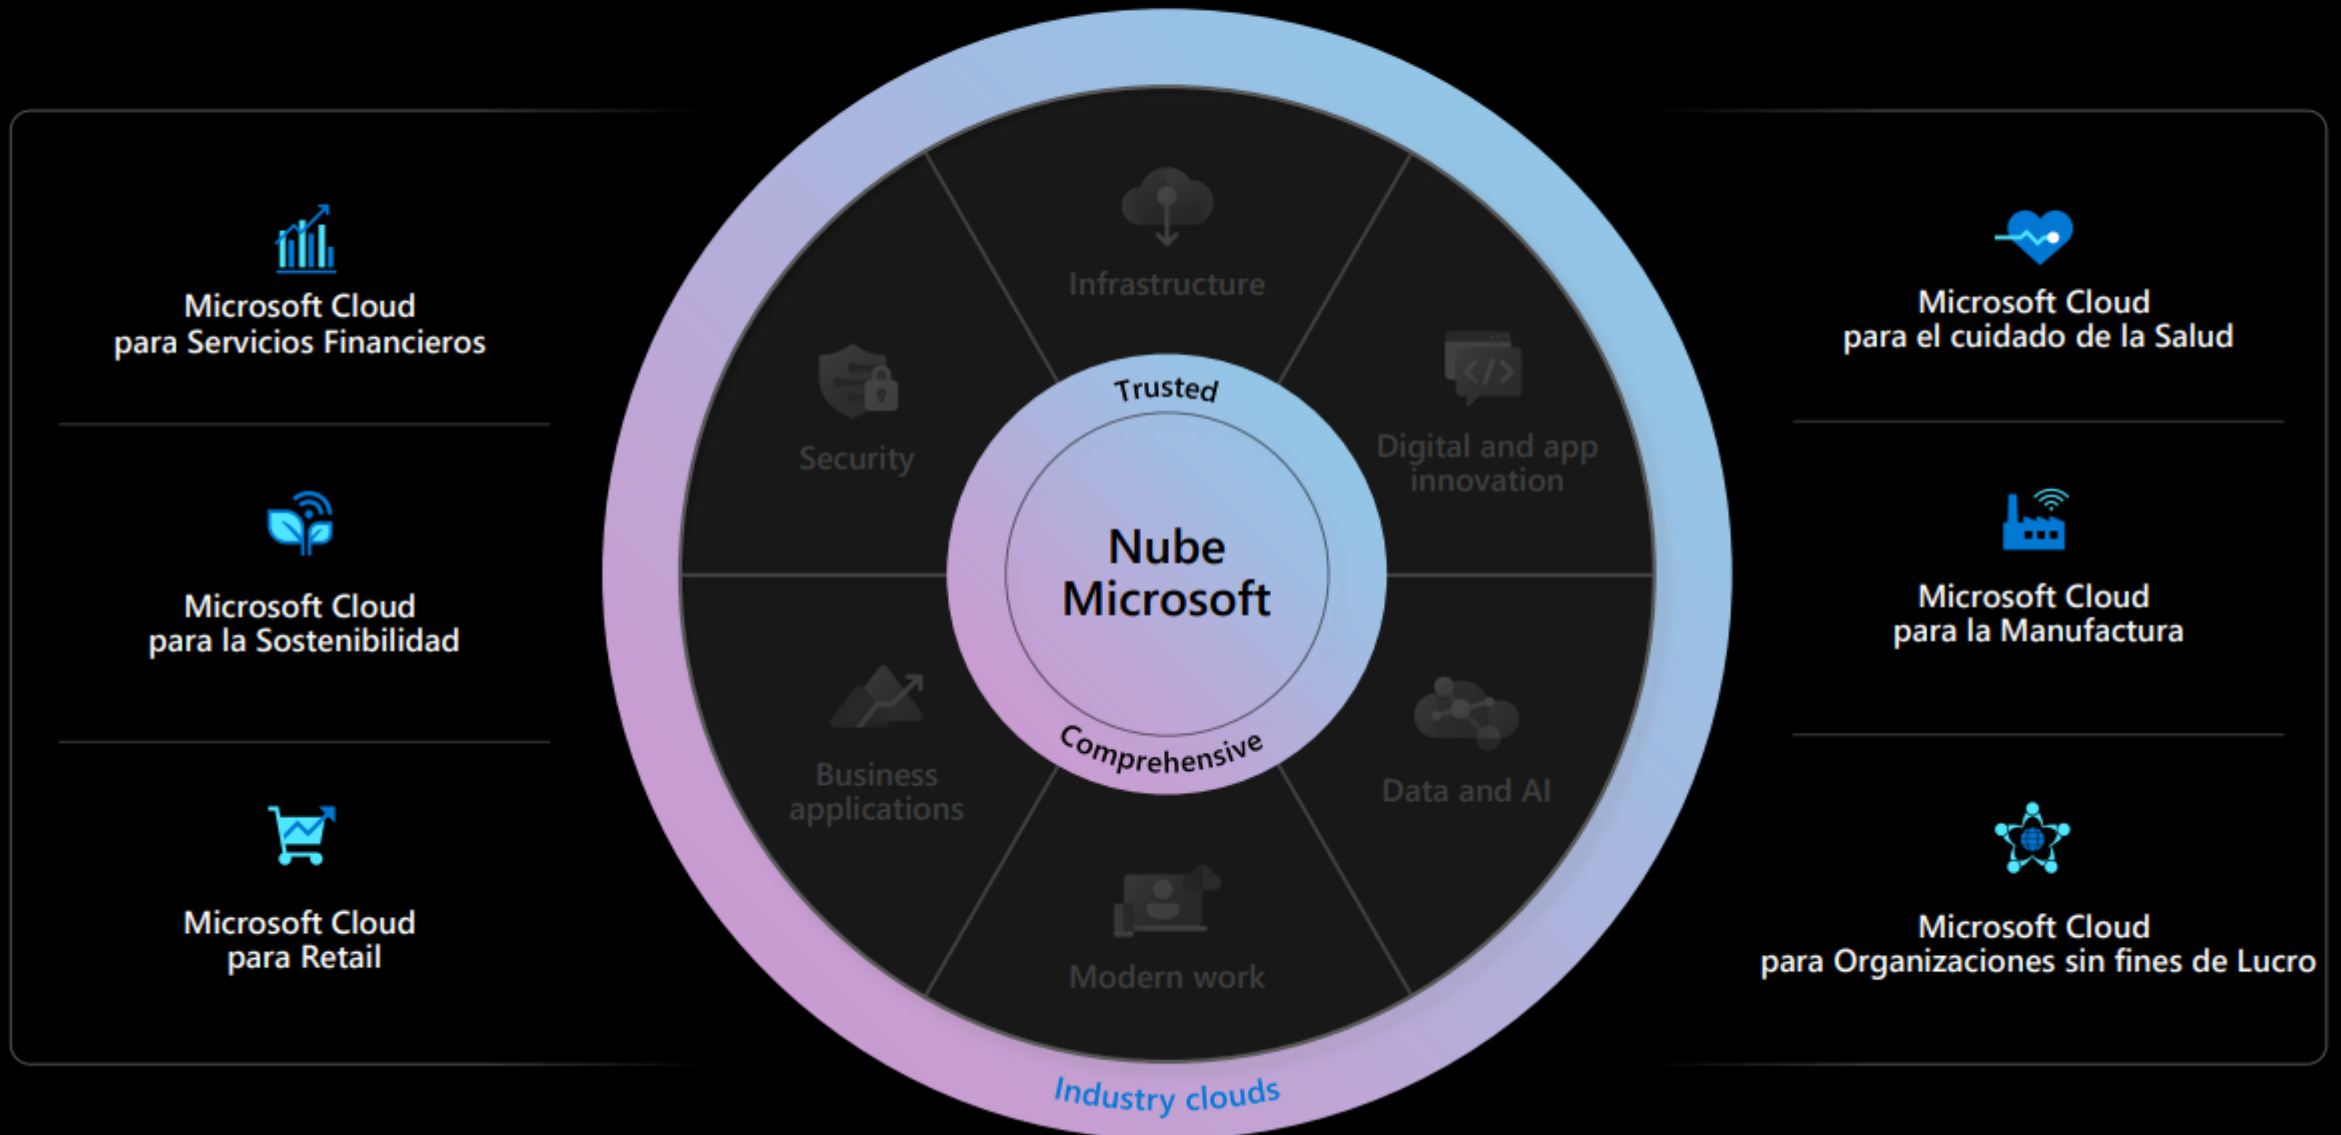 Microsoft Cloud
para Servicios Financieros
Microsoft Cloud
para la Sostenibilidad
Microsoft Cloud
para Retail
Infrastructure
Security
Digital and app
innovation
Trusted
Nube
Microsoft
Comprehensive
Business
applications
Data and AI
Modern work
Industry clouds
Microsoft Cloud
para el cuidado de la Salud
Microsoft Cloud
para la Manufactura
Microsoft Cloud
para Organizaciones sin fines de Lucro